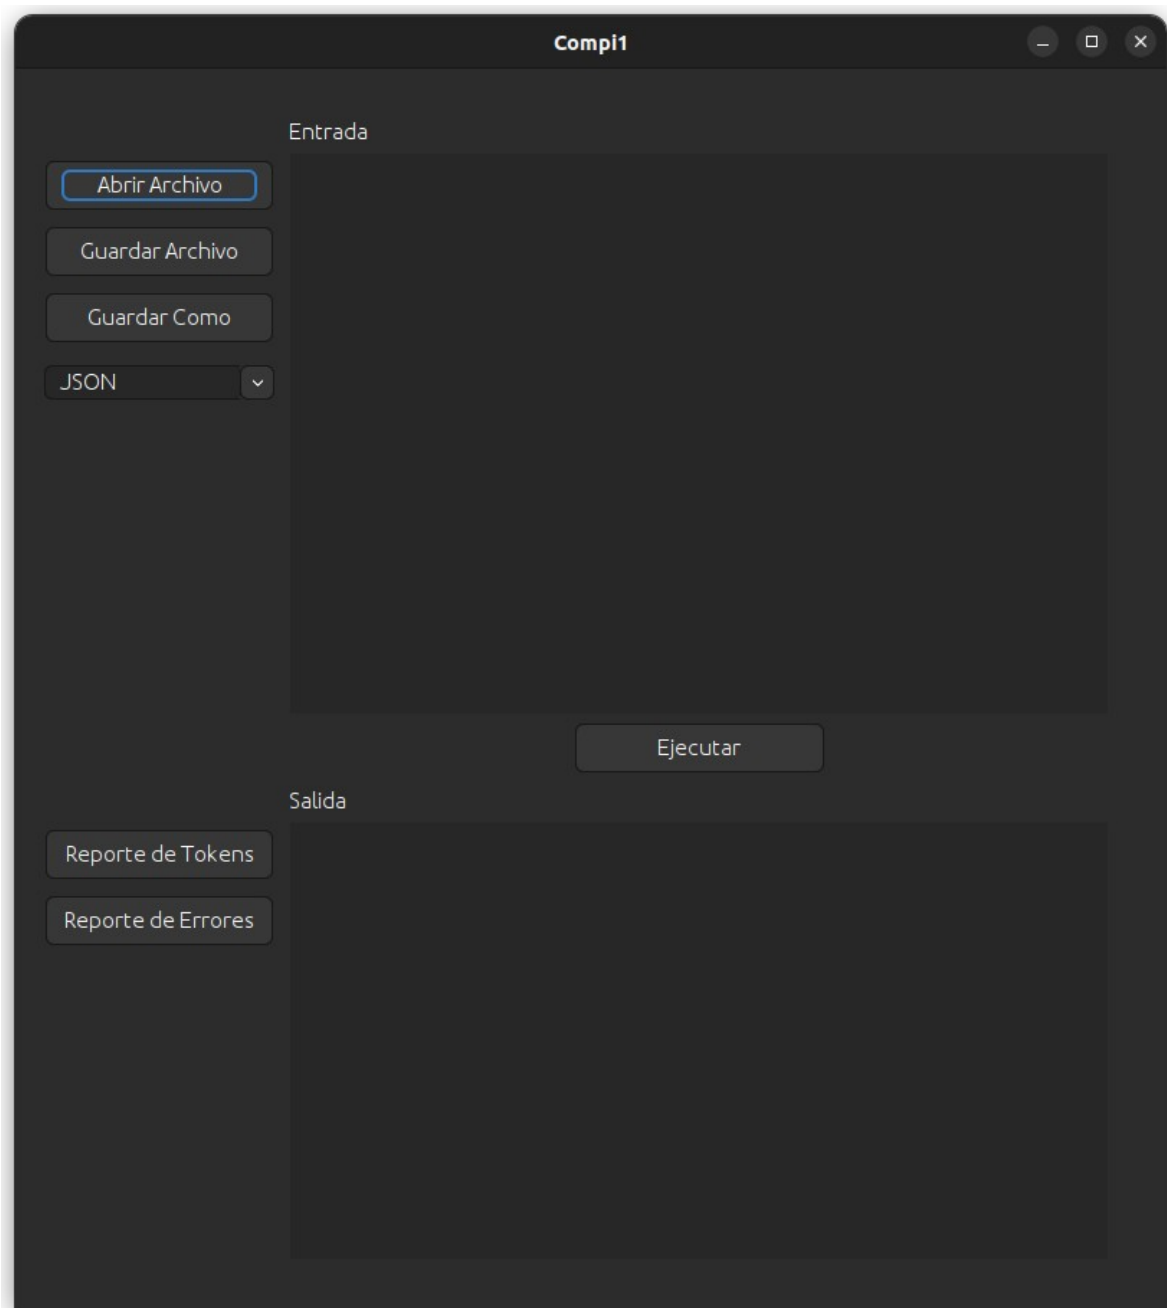 Compi1
Entrada
Abrir Archivo
Guardar Archivo
Guardar Como
JSON
Ejecutar
Salida
Reporte de Tokens
Reporte de Errores